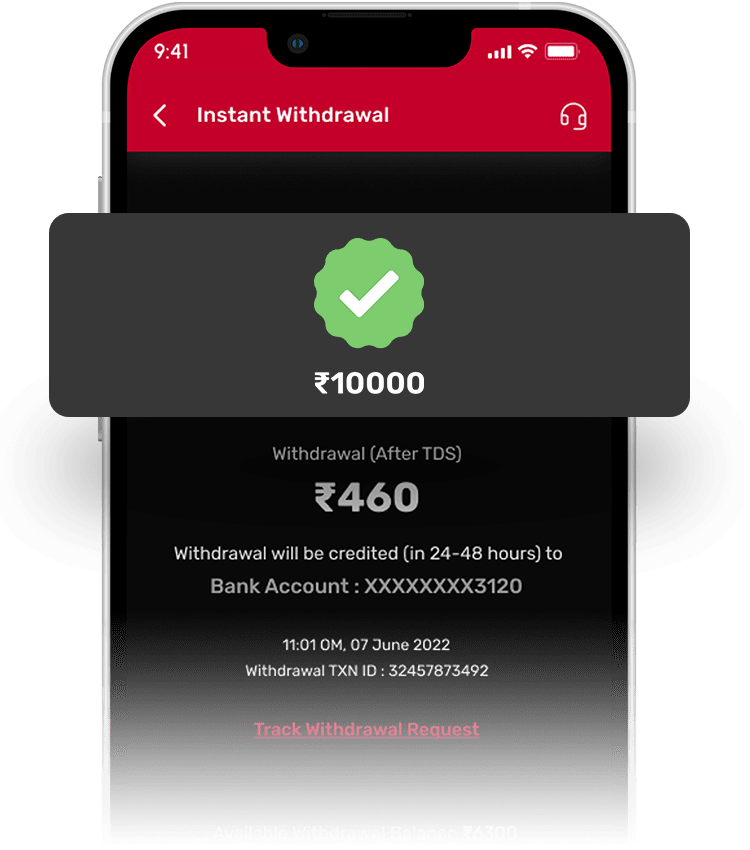 9:41
Instant Withdrawal
₹10000
Withdrawal (After TDS)
₹460
Withdrawal will be credited (in 24-48 hours) to
Bank Account : XXXXXXXX3120
11:01 OM, 07 June 2022
Withdrawal TXN ID : 32457873492
Track Withdrawal Request
Available Withdrawal Balance ₹6300